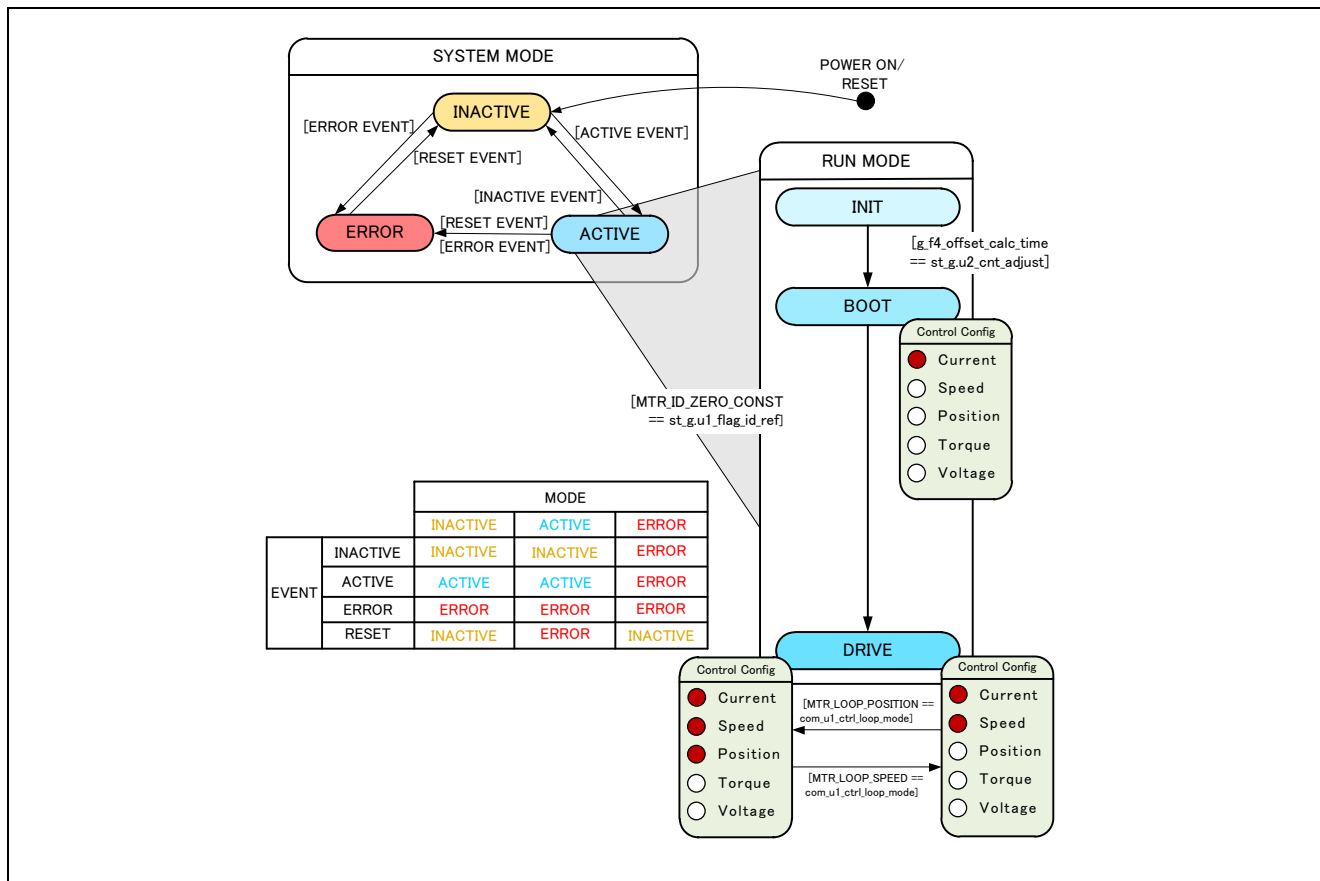 SYSTEM MODE
POWER ON/
RESET
INACTIVE
[ERROR EVENT]
[ACTIVE EVENT]
[RESET EVENT]
[INACTIVE EVENT]
ERROR
[RESET EVENT]
[ERROR EVENT]
ACTIVE
RUN MODE
INIT
[g_f4_offset_calc_time
== st_g.u2_cnt_adjust]
BOOT
Control Config
Current
Speed
Position
Torque
Voltage
[MTR_ID_ZERO_CONST
== st_g.u1_flag_id_ref]
MODE
INACTIVE ACTIVE ERROR
EVENT
INACTIVE INACTIVE INACTIVE ERROR
ACTIVE ACTIVE ACTIVE ERROR
ERROR ERROR ERROR ERROR
RESET INACTIVE ERROR INACTIVE
DRIVE
Control Config
Current
Speed
Position
Torque
Voltage
[MTR_LOOP_POSITION ==
com_u1_ctrl_loop_mode]
[MTR_LOOP_SPEED ==
com_u1_ctrl_loop_mode]
Control Config
Current
Speed
Position
Torque
Voltage